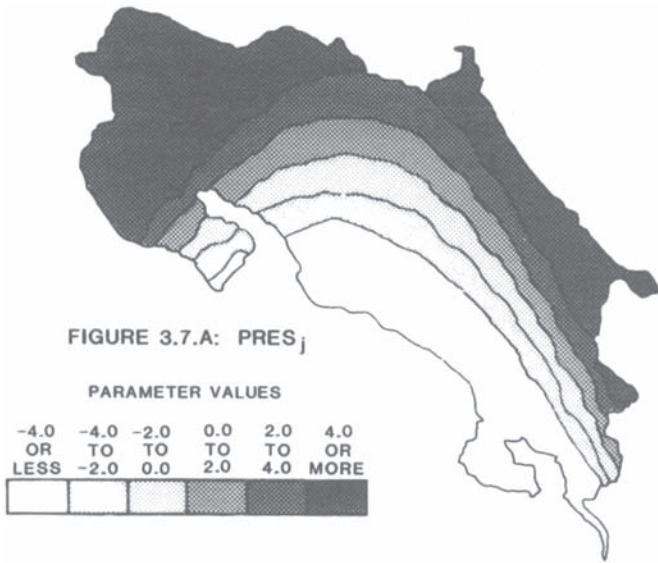 FIGURE 3.7.A: PRESj
PARAMETER VALUES
-4.0 -4.0 -2.0 0.0 2.0 4.0
OR TO TO TO TO OR
LESS -2.0 0.0 2.0 4.0 MORE